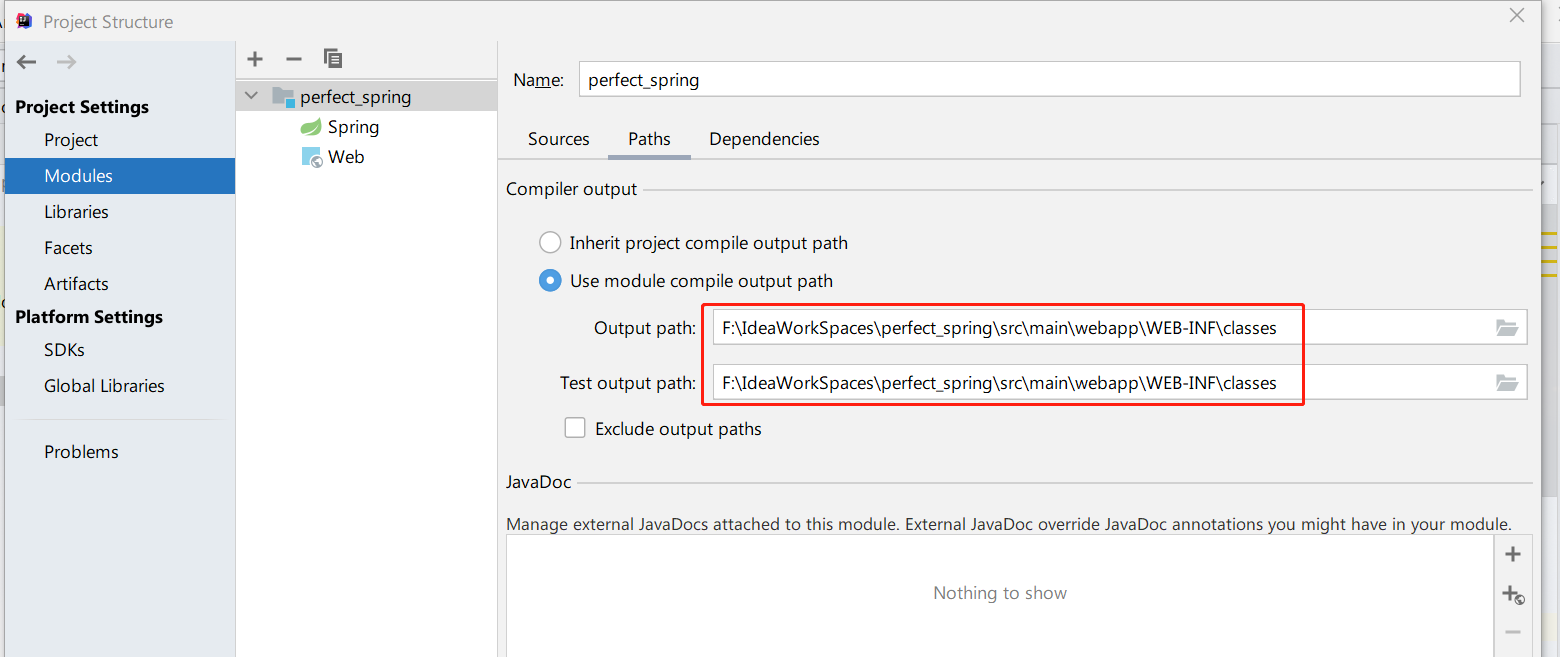 Project Structure
Project Settings
Project
Modules
Libraries
Facets
Artifacts
Platform Settings
SDKs
Global Libraries
Problems
perfect_spring
Spring
Web
Name: perfect_spring
Sources Paths Dependencies
Compiler output
Inherit project compile output path
Use module compile output path
Output path: F:\IdeaWorkSpaces\perfect_spring\src\main\webapp\WEB-INF\classes
Test output path: F:\IdeaWorkSpaces\perfect_spring\src\main\webapp\WEB-INF\classes
Exclude output paths
JavaDoc
Manage external JavaDocs attached to this module. External JavaDoc override JavaDoc annotations you might have in your module.
Nothing to show